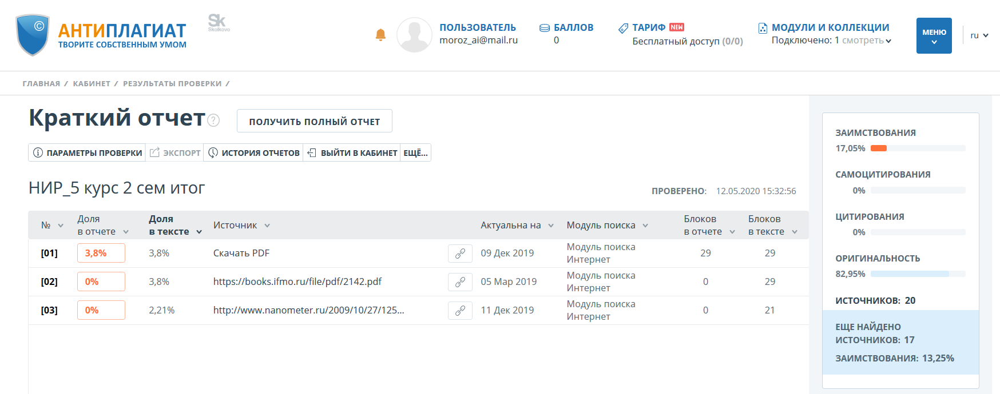 АНТИПЛАГИАТ
ТВОРИТЕ СОБСТВЕННЫМ УМОМ
Sk
Skolkovo
ПОЛЬЗОВАТЕЛЬ
moroz_ai@mail.ru
БАЛЛОВ
0
ТАРИФ NEW
Бесплатный доступ (0/0)
МОДУЛИ И КОЛЛЕКЦИИ
Подключено: 1 смотреть
МЕНЮ
ru
ГЛАВНАЯ / КАБИНЕТ / РЕЗУЛЬТАТЫ ПРОВЕРКИ /
Краткий отчет ?
ПОЛУЧИТЬ ПОЛНЫЙ ОТЧЕТ
ПАРАМЕТРЫ ПРОВЕРКИ ЭКСПОРТ ИСТОРИЯ ОТЧЕТОВ ВЫЙТИ В КАБИНЕТ ЕЩЁ...
НИР_5 курс 2 сем итог
ПРОВЕРЕНО: 12.05.2020 15:32:56
№ Доля в отчете Доля в тексте Источник Актуальна на Модуль поиска Блоков в отчете Блоков в тексте
[01] 3,8% 3,8% Скачать PDF 09 Дек 2019 Модуль поиска Интернет 29 29
[02] 0% 3,8% https://books.ifmo.ru/file/pdf/2142.pdf 05 Мар 2019 Модуль поиска Интернет 0 29
[03] 0% 2,21% http://www.nanometer.ru/2009/10/27/125... 11 Дек 2019 Модуль поиска Интернет 0 21
ЗАИМСТВОВАНИЯ
17,05%
САМОЦИТИРОВАНИЯ
0%
ЦИТИРОВАНИЯ
0%
ОРИГИНАЛЬНОСТЬ
82,95%
ИСТОЧНИКОВ: 20
ЕЩЕ НАЙДЕНО
ИСТОЧНИКОВ: 17
ЗАИМСТВОВАНИЯ: 13,25%